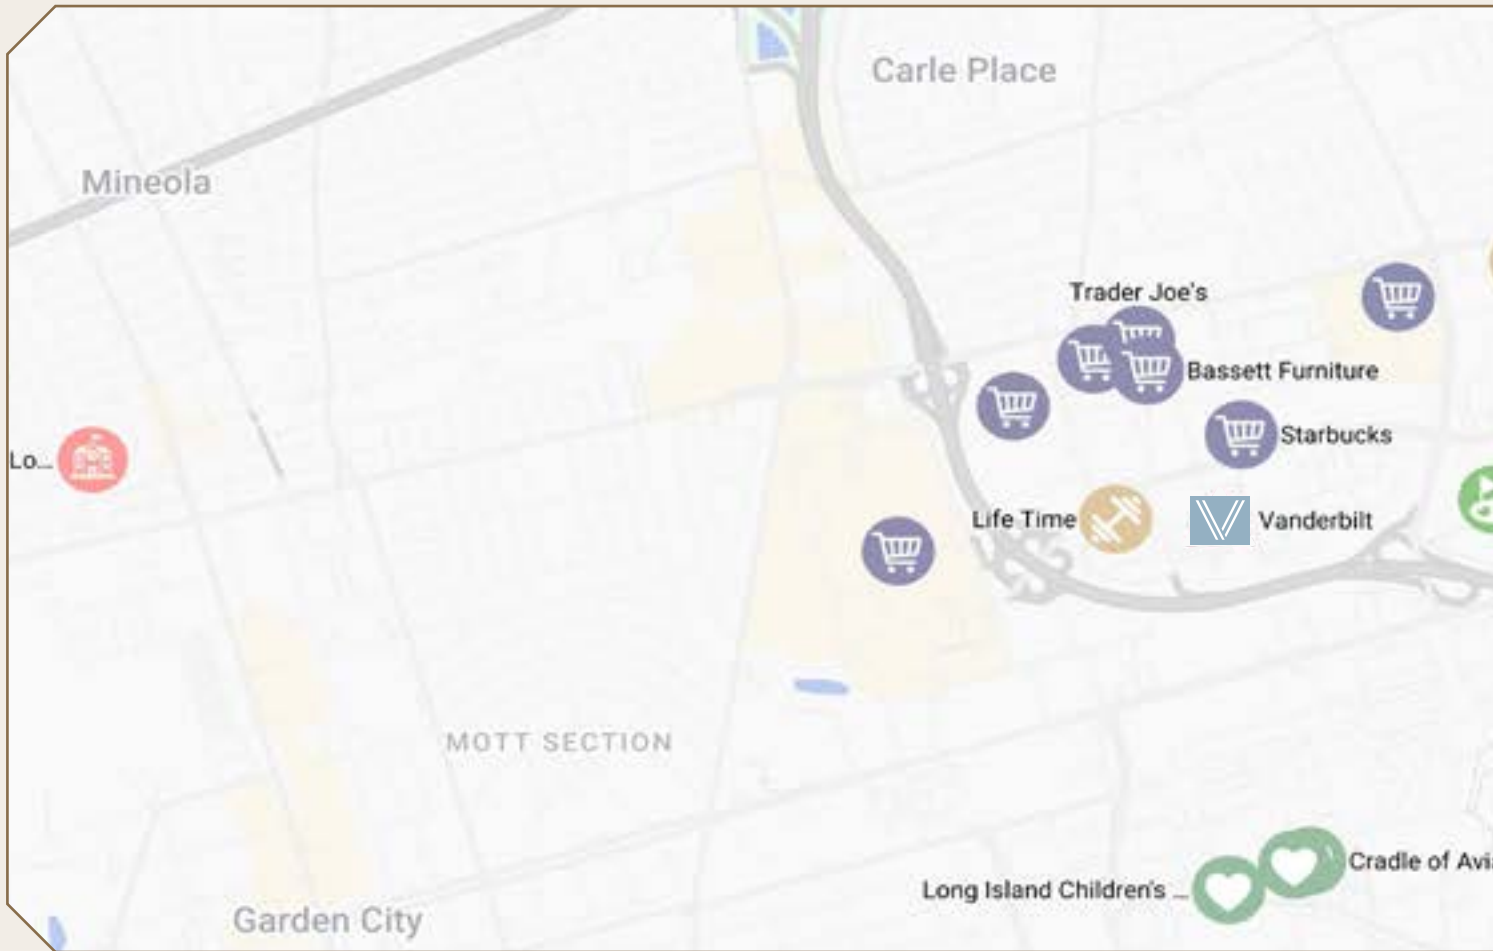 Carle Place
Mineola
Trader Joe's
Bassett Furniture
Starbucks
Lo...
Life Time
Vanderbilt
MOTT SECTION
Cradle of Avi
Long Island Children's ...
Garden City